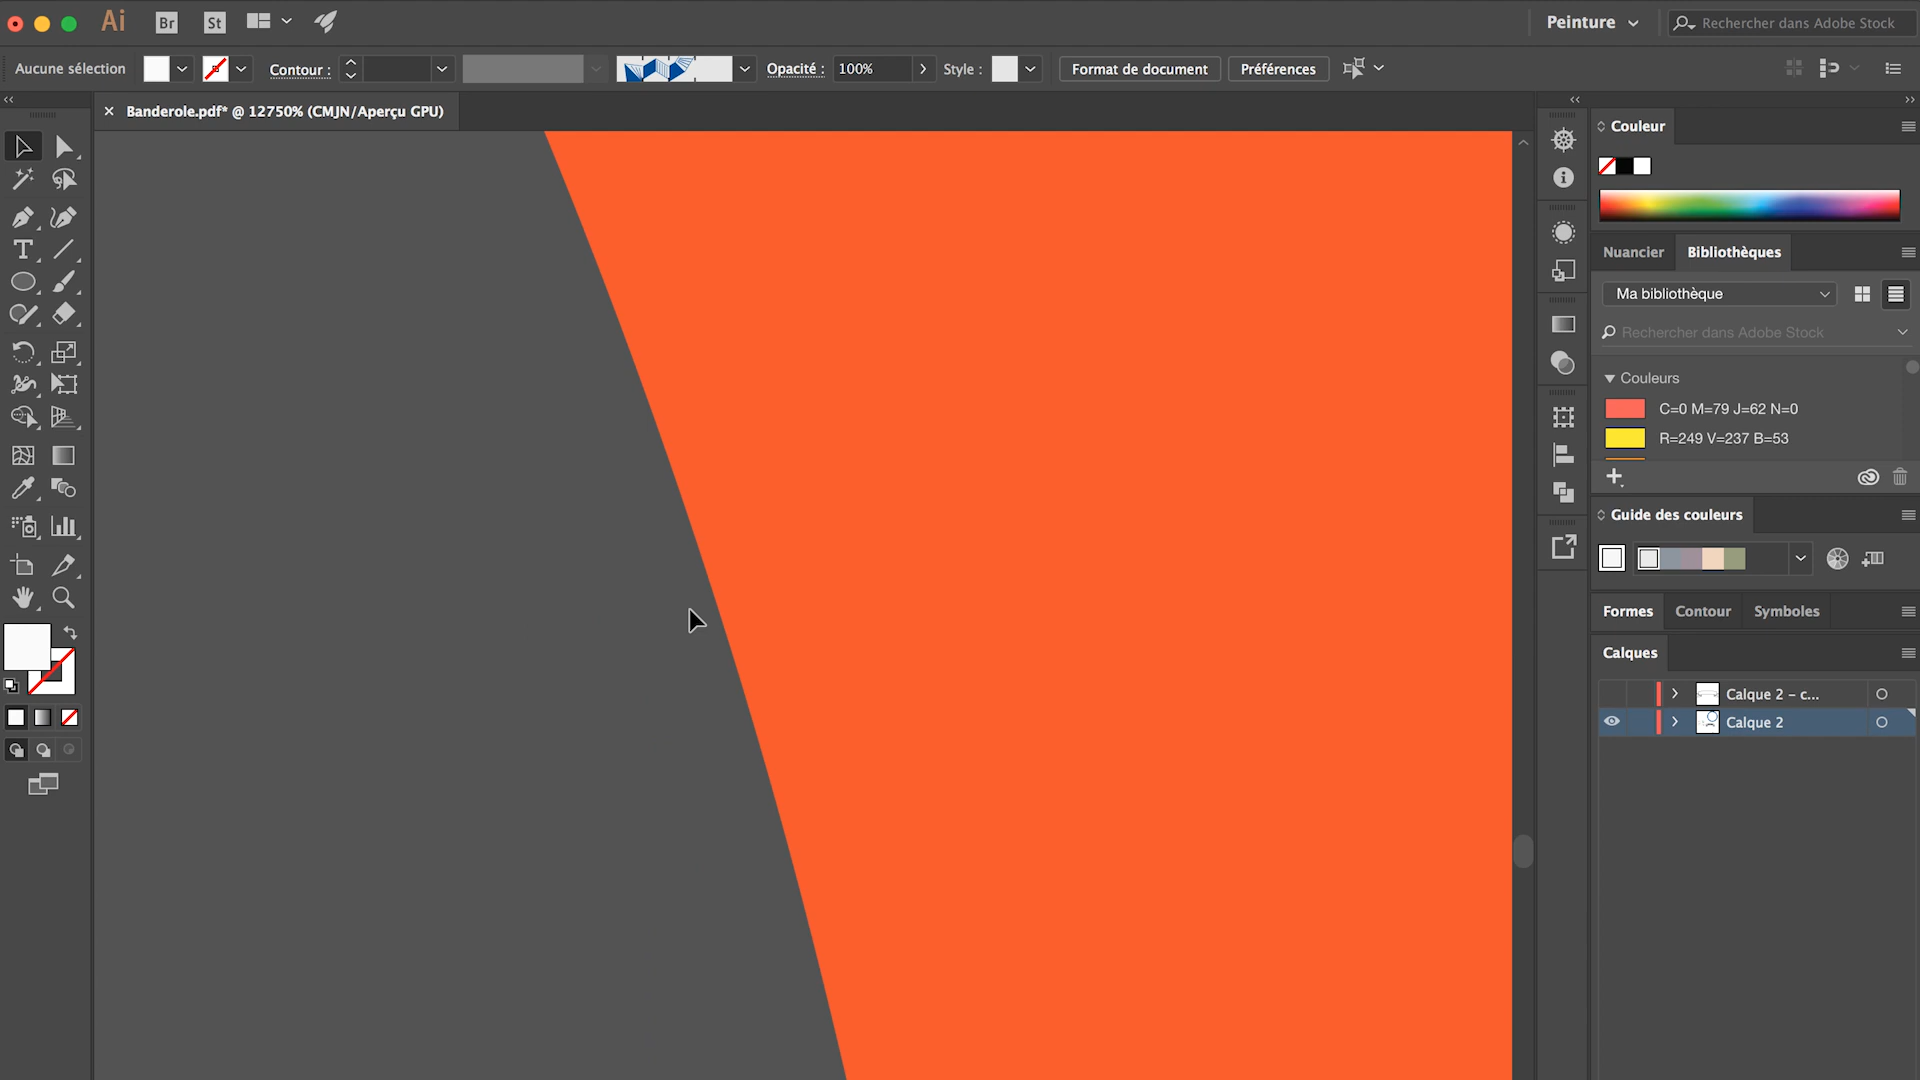 Ai Br St Peinture Rechercher dans Adobe Stock
Aucune sélection Contour : Opacité : 100% Style : Format de document Préférences
× Banderole.pdf* @ 12750% (CMJN/Aperçu GPU)
Couleur
Nuancier Bibliothèques
Ma bibliothèque
Rechercher dans Adobe Stock
Couleurs
C=0 M=79 J=62 N=0
R=249 V=237 B=53
Guide des couleurs
Formes Contour Symboles
Calques
Calque 2 – c...
Calque 2